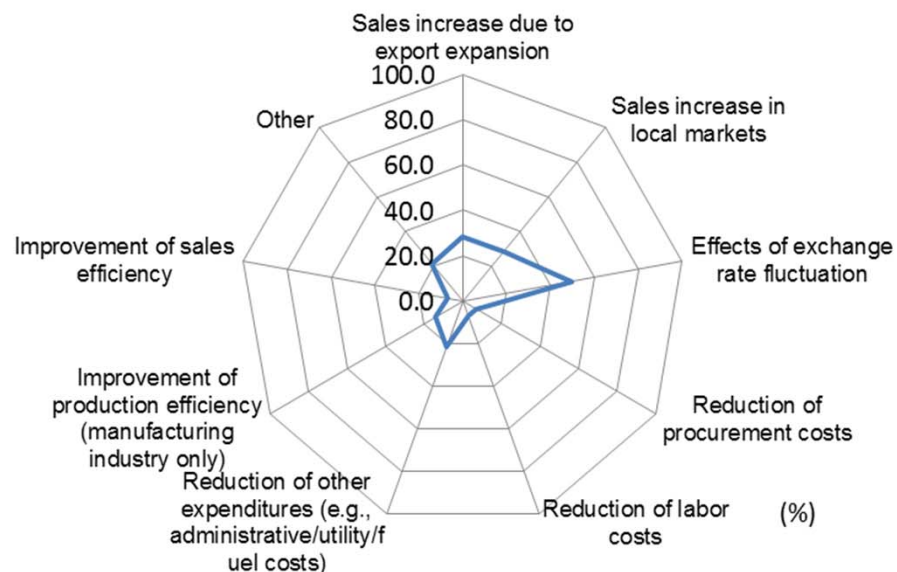 Sales increase due to
export expansion
100.0
80.0
60.0
40.0
20.0
0.0
Sales increase in
local markets
Effects of exchange
rate fluctuation
Reduction of
procurement costs
Reduction of labor
costs
(%)
Reduction of other
expenditures (e.g.,
administrative/utility/f
uel costs)
Improvement of
production efficiency
(manufacturing
industry only)
Improvement of sales
efficiency
Other